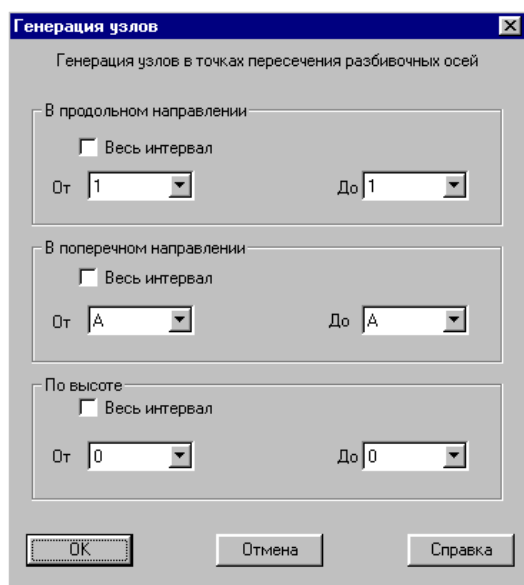 Генерация узлов
Генерация узлов в точках пересечения разбивочных осей
В продольном направлении
Весь интервал
От 1 До 1
В поперечном направлении
Весь интервал
От А До А
По высоте
Весь интервал
От 0 До 0
OK Отмена Справка